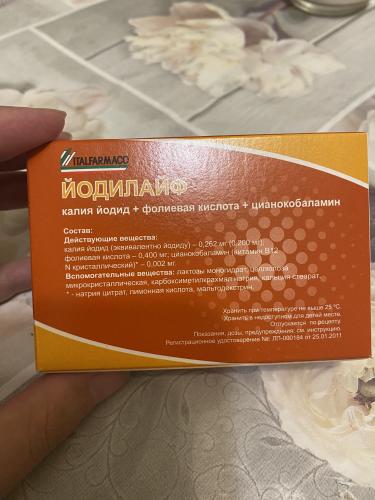 ITALFARMACO
ЙОДИЛАЙФ
калия йодид + фолиевая кислота + цианокобаламин
Состав:
Действующие вещества:
калия йодид (эквивалентно йодиду) – 0,262 мг (0,200 мг);
фолиевая кислота – 0,400 мг; цианокобаламин (витамин B12
N кристаллический)* – 0,002 мг.
Вспомогательные вещества: лактозы моногидрат, целлюлоза
микрокристаллическая, карбоксиметилкрахмал натрия, кальция стеарат.
* - натрия цитрат, лимонная кислота, мальтодекстрин.
Хранить при температуре не выше 25 °C.
Хранить в недоступном для детей месте.
Отпускается по рецепту.
Показания, дозы, предупреждения: см. инструкцию.
Регистрационное удостоверение №: ЛП-000184 от 25.01.2011